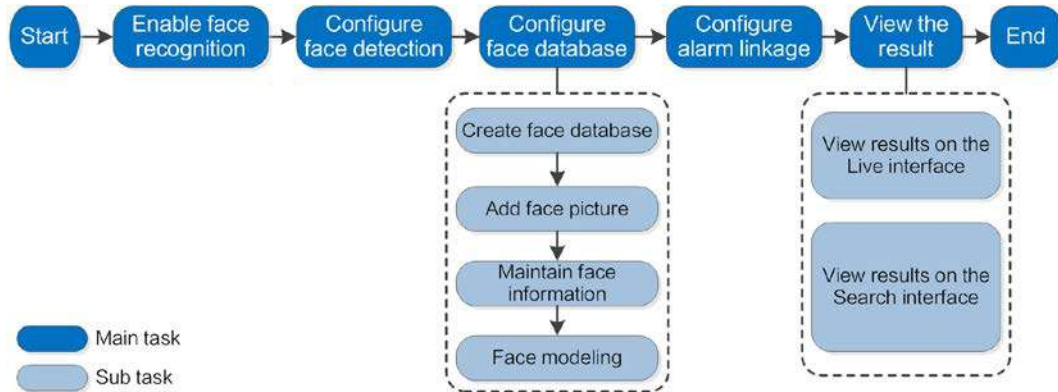 Start
Enable face
recognition
Configure
face detection
Configure
face database
Configure
alarm linkage
View the
result
End
Create face database
Add face picture
Maintain face
information
Face modeling
View results on the
Live interface
View results on the
Search interface
Main task
Sub task